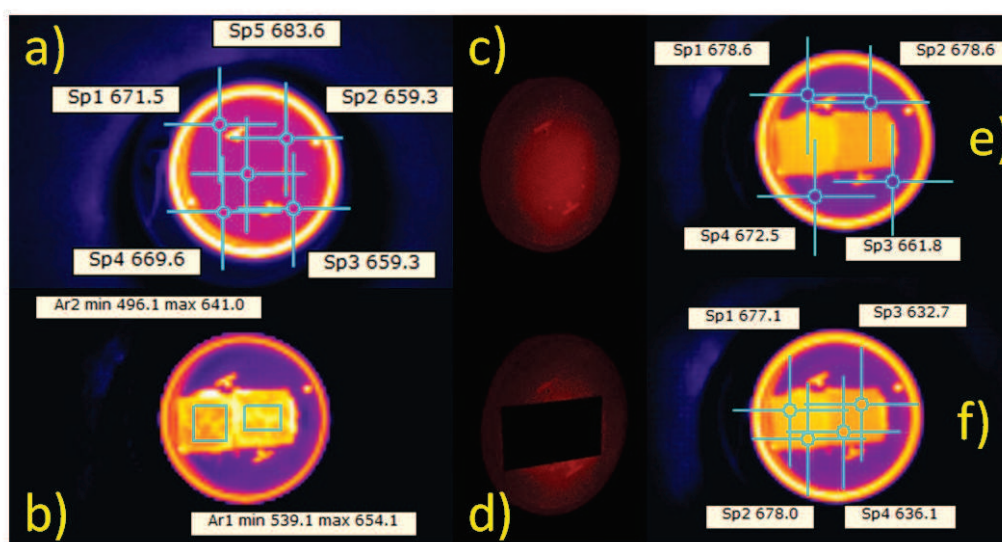 a)
Sp5 683.6
Sp1 671.5
Sp2 659.3
Sp4 669.6
Sp3 659.3
c)
Sp1 678.6
Sp2 678.6
e)
Sp4 672.5
Sp3 661.8
Ar2 min 496.1 max 641.0
b)
Ar1 min 539.1 max 654.1
d)
Sp1 677.1
Sp3 632.7
f)
Sp2 678.0
Sp4 636.1